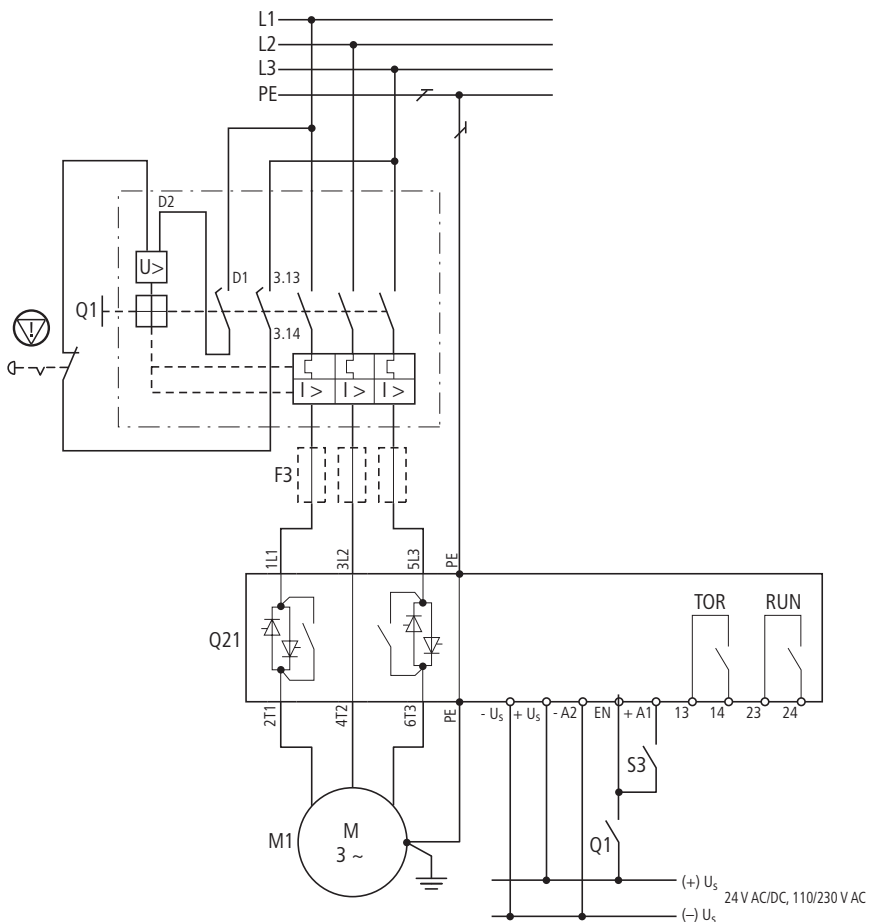 L1
L2
L3
PE
D2
U>
D1
3.13
Q1
!
3.14
I >
I >
I >
F3
1L1
3L2
5L3
PE
TOR
RUN
Q21
2T1
4T2
6T3
PE
- Us
+ Us
- A2
EN
+ A1
13
14
23
24
S3
M1
M
3 ~
Q1
(+) Us
24 V AC/DC, 110/230 V AC
(–) Us